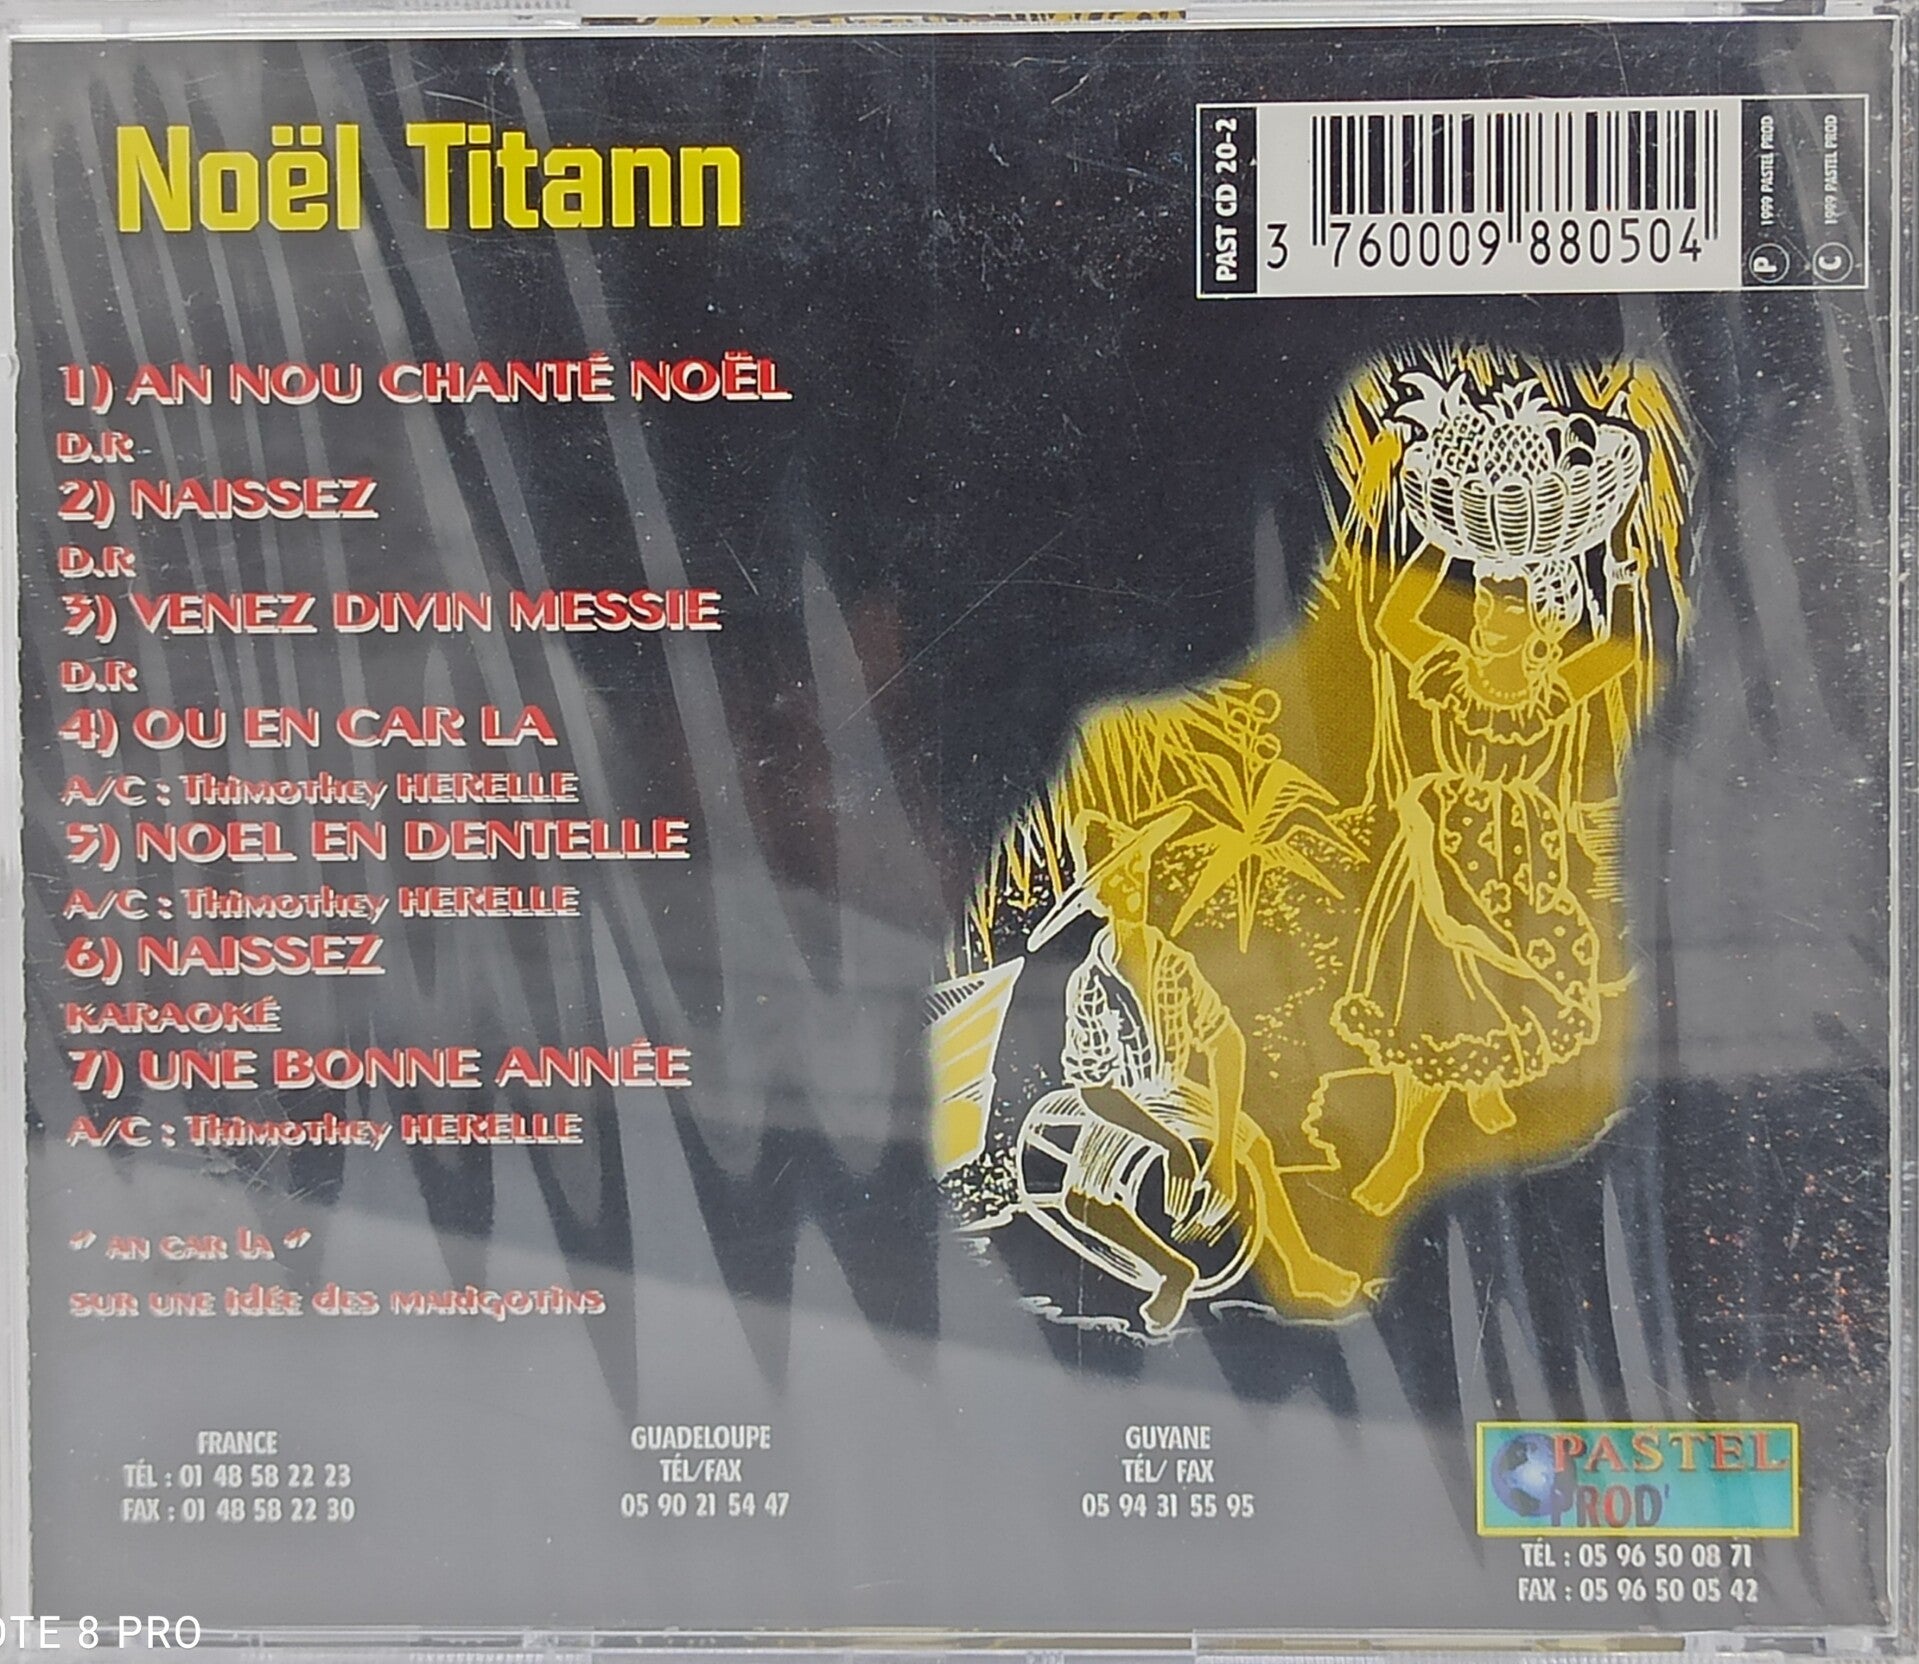 Noël Titann
PAST CD 20-2
3 760009 880504
P 1999 PASTEL PROD
C 1999 PASTEL PROD
1) AN NOU CHANTÉ NOËL
D.R
2) NAISSEZ
D.R
3) VENEZ DIVIN MESSIE
D.R
4) OU EN CAR LA
A/C : Thimothey HERELLE
5) NOEL EN DENTELLE
A/C : Thimothey HERELLE
6) NAISSEZ
KARAOKÉ
7) UNE BONNE ANNÉE
A/C : Thimothey HERELLE
" AN CAR LA "
SUR UNE IdÉE dES MARIGOTINS
FRANCE
TÉL : 01 48 58 22 23
FAX : 01 48 58 22 30
GUADELOUPE
TÉL/FAX
05 90 21 54 47
GUYANE
TÉL/ FAX
05 94 31 55 95
PASTEL
PROD'
TÉL : 05 96 50 08 71
FAX : 05 96 50 05 42
OTE 8 PRO